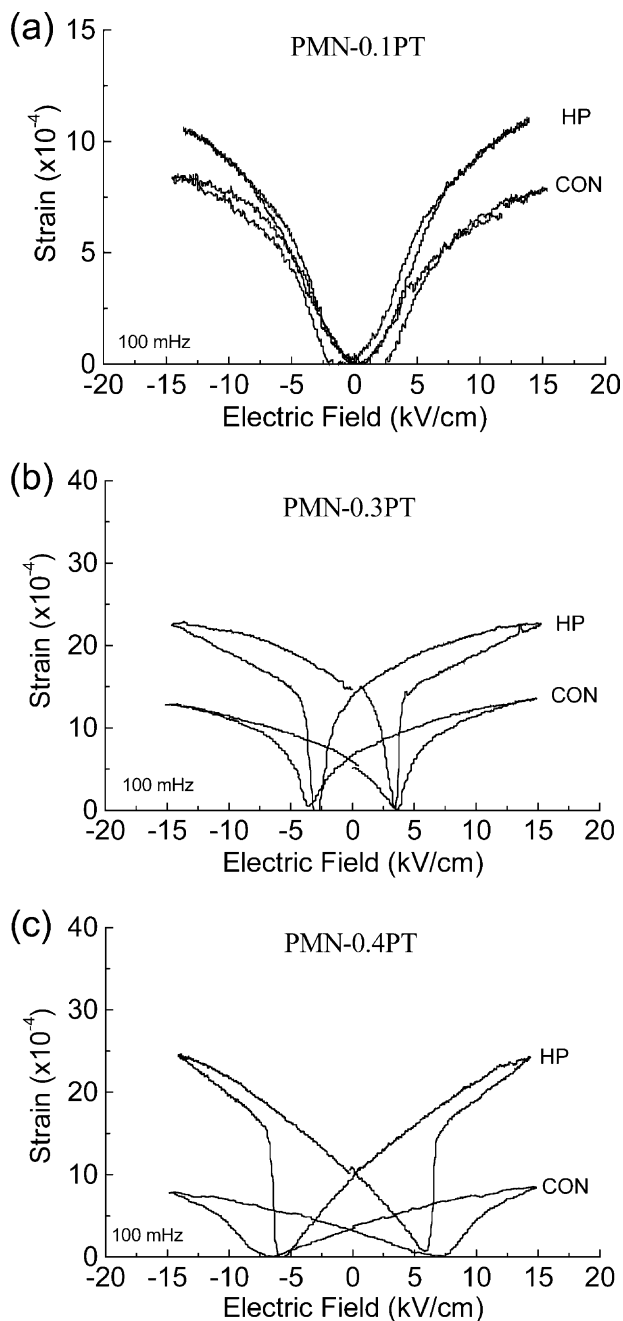 (a)
PMN-0.1PT
15
10
5
0
Strain (x10⁻⁴)
HP
CON
100 mHz
-20 -15 -10 -5 0 5 10 15 20
Electric Field (kV/cm)
(b)
PMN-0.3PT
40
30
20
10
0
Strain (x10⁻⁴)
HP
CON
100 mHz
-20 -15 -10 -5 0 5 10 15 20
Electric Field (kV/cm)
(c)
PMN-0.4PT
40
30
20
10
0
Strain (x10⁻⁴)
HP
CON
100 mHz
-20 -15 -10 -5 0 5 10 15 20
Electric Field (kV/cm)